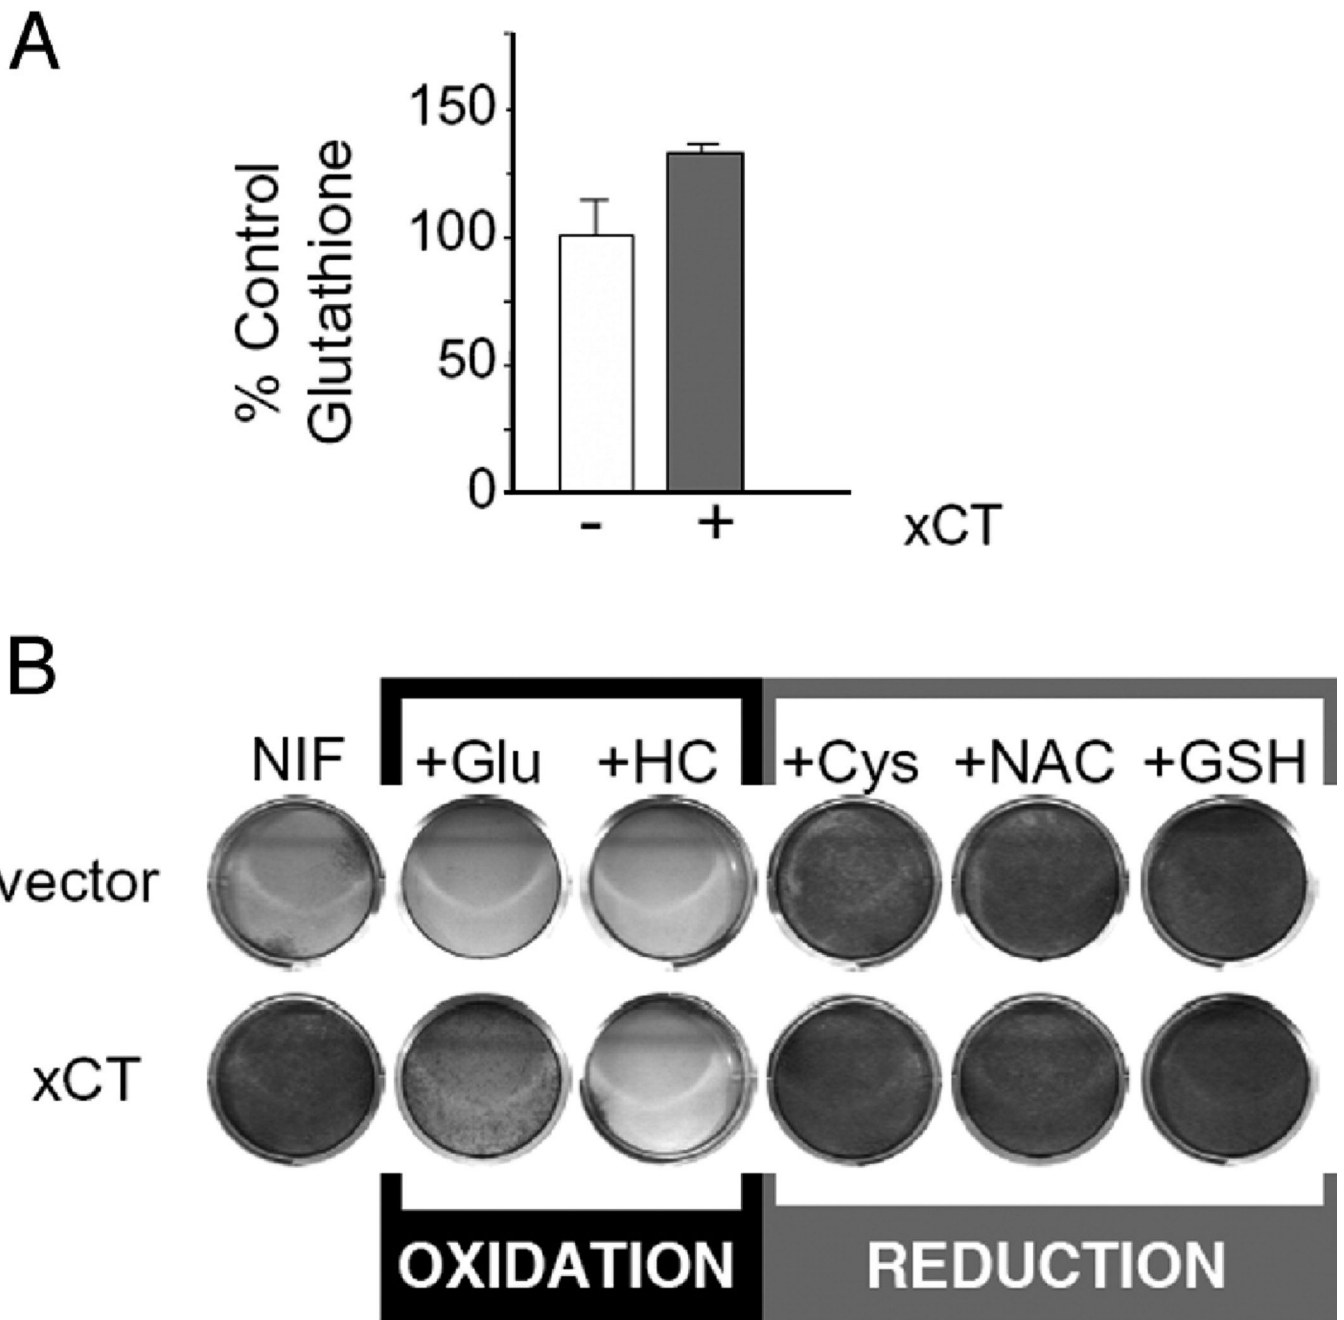 A
% Control
Glutathione
150
100
50
0
- +
xCT
B
NIF +Glu +HC +Cys +NAC +GSH
vector
xCT
OXIDATION REDUCTION